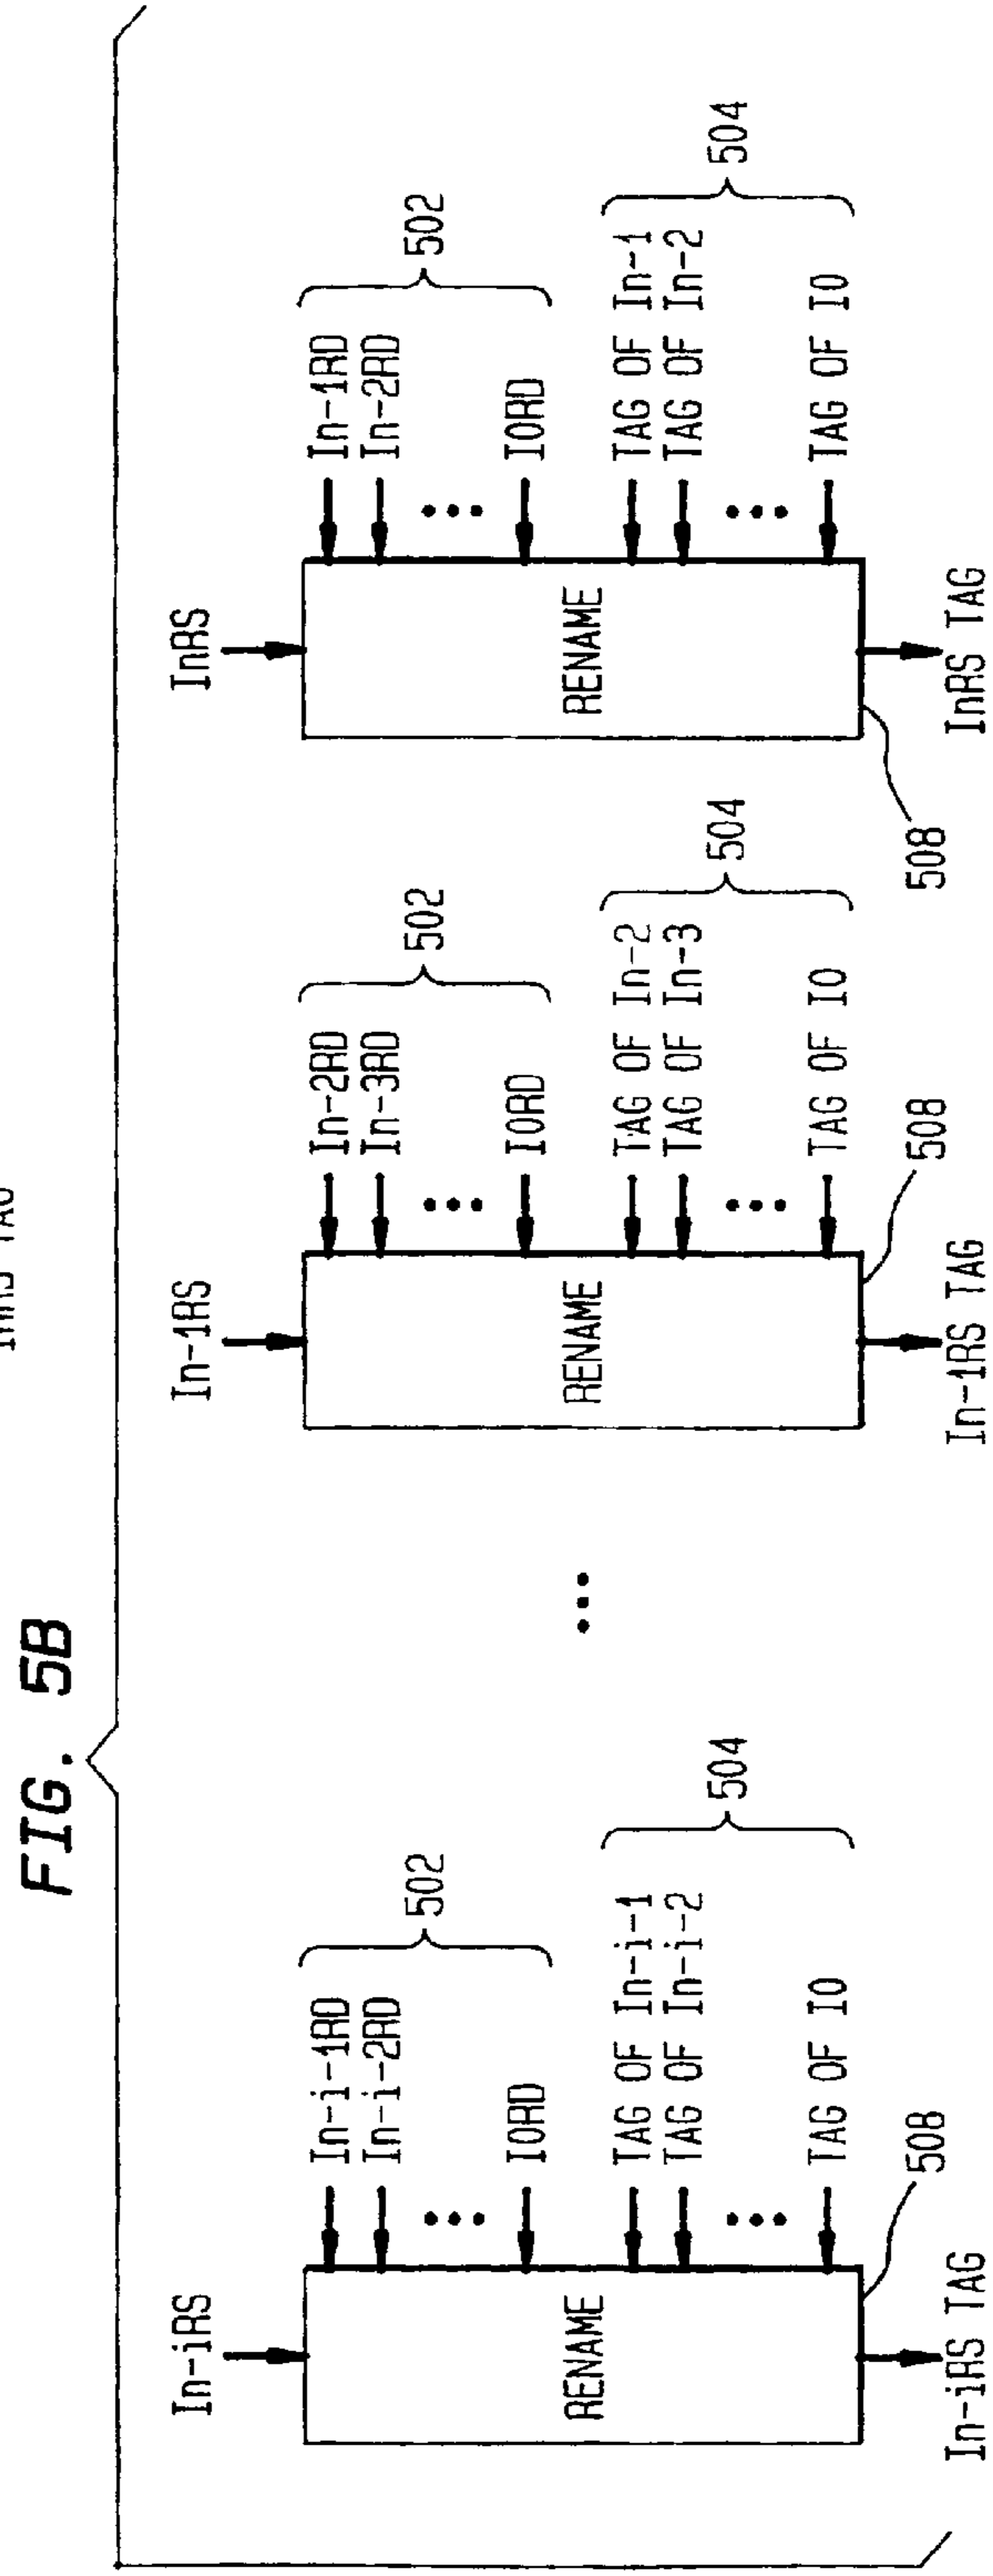 FIG. 5B
In-iRS
RENAME
In-i-1RD
In-i-2RD
IORD
502
TAG OF In-i-1
TAG OF In-i-2
TAG OF IO
504
508
In-iRS TAG
In-1RS
RENAME
In-2RD
In-3RD
IORD
502
TAG OF In-2
TAG OF In-3
TAG OF IO
504
508
In-1RS TAG
InRS
RENAME
In-1RD
In-2RD
IORD
502
TAG OF In-1
TAG OF In-2
TAG OF IO
504
508
InRS TAG